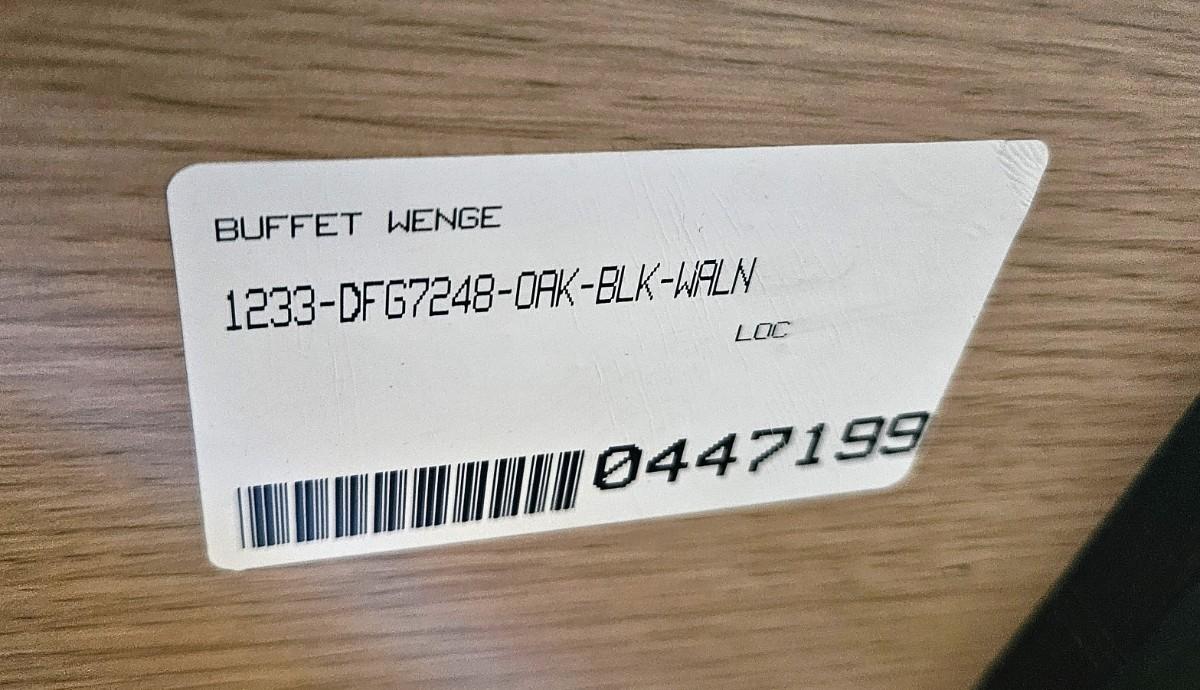 BUFFET WENGE
1233-DFG7248-OAK-BLK-WALN
LOC
0447199